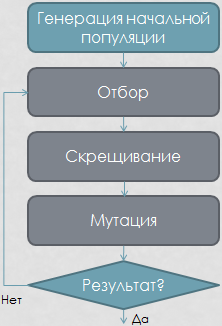 Генерация начальной
популяции
Отбор
Скрещивание
Мутация
Результат?
Нет
Да